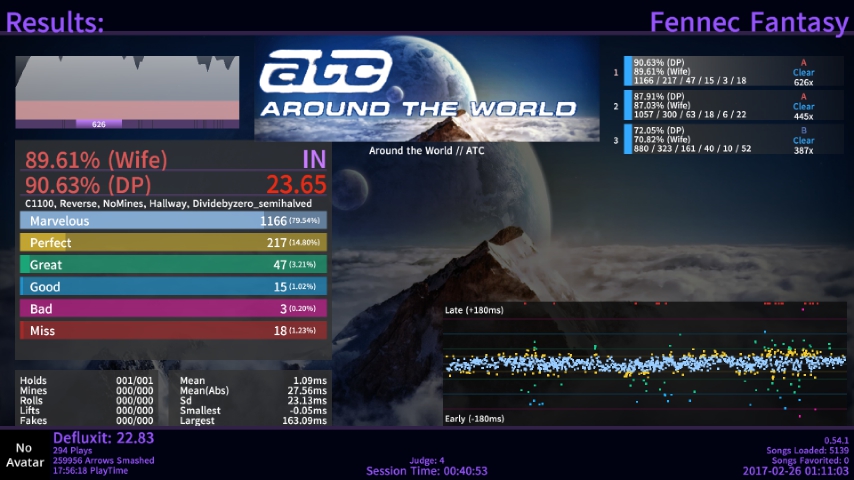 Results:
Fennec Fantasy
626
atc
AROUND THE WORLD
Around the World // ATC
1
90.63% (DP)
A
89.61% (Wife)
Clear
1166 / 217 / 47 / 15 / 3 / 18
626x
2
87.91% (DP)
A
87.03% (Wife)
Clear
1057 / 300 / 63 / 18 / 6 / 22
445x
3
72.05% (DP)
B
70.82% (Wife)
Clear
880 / 323 / 161 / 40 / 10 / 52
387x
89.61% (Wife) IN
90.63% (DP) 23.65
C1100, Reverse, NoMines, Hallway, Dividebyzero_semihalved
Marvelous 1166 (79.54%)
Perfect 217 (14.80%)
Great 47 (3.21%)
Good 15 (1.02%)
Bad 3 (0.20%)
Miss 18 (1.23%)
Late (+180ms)
Early (-180ms)
Holds 001/001
Mines 000/000
Rolls 000/000
Lifts 000/000
Fakes 000/000
Mean 1.09ms
Mean(Abs) 27.56ms
Sd 23.13ms
Smallest -0.05ms
Largest 163.09ms
No
Avatar
Defluxit: 22.83
294 Plays
259956 Arrows Smashed
17:56:18 PlayTime
Judge: 4
Session Time: 00:40:53
0.54.1
Songs Loaded: 5139
Songs Favorited: 0
2017-02-26 01:11:03